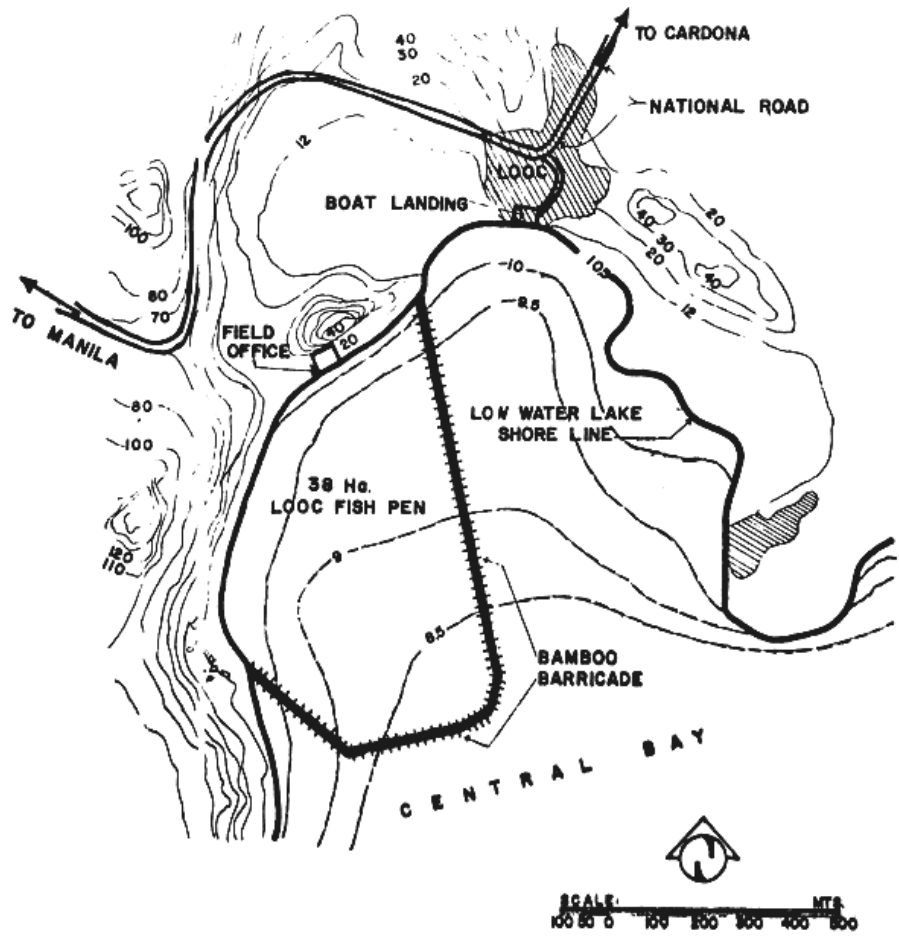 40
30
20
TO CARDONA
NATIONAL ROAD
12
LOOC
BOAT LANDING
100
80
70
TO MANILA
40
20
30
20
40
12
10.5
10
9.5
FIELD
OFFICE
40
20
LOW WATER LAKE
SHORE LINE
80
100
38 Ha.
LOOC FISH PEN
120
110
9
8.5
BAMBOO
BARRICADE
CENTRAL BAY
SCALE: MTS.
100 50 0 100 200 300 400 500